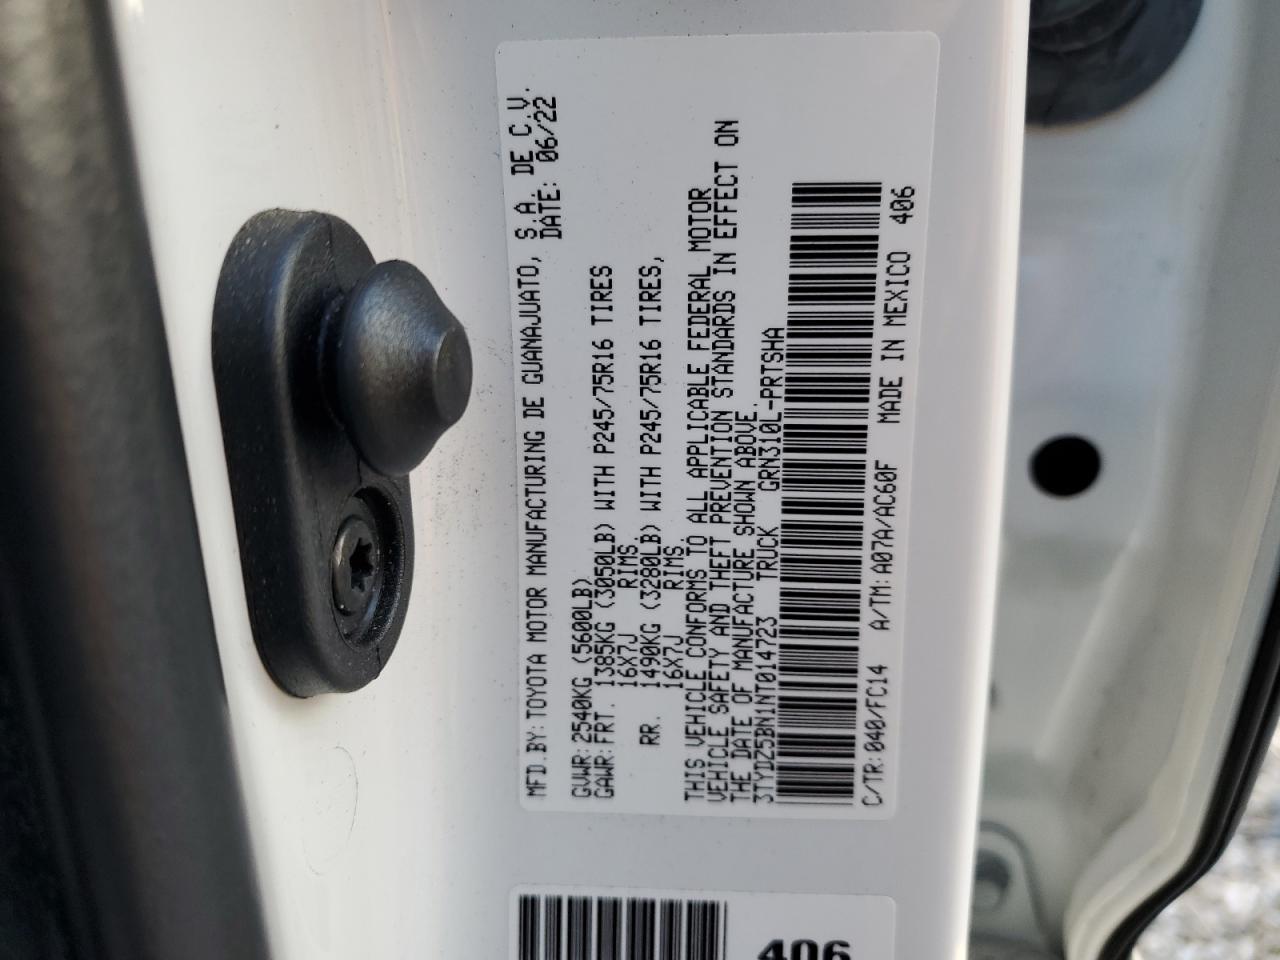 MFD.BY:TOYOTA MOTOR MANUFACTURING DE GUANAJUATO, S.A. DE C.V.
DATE: 06/22
GVWR:2540KG (5600LB)
GAWR:FRT. 1385KG (3050LB) WITH P245/75R16 TIRES
16X7J RIMS
RR. 1490KG (3280LB) WITH P245/75R16 TIRES,
16X7J RIMS.
THIS VEHICLE CONFORMS TO ALL APPLICABLE FEDERAL MOTOR
VEHICLE SAFETY AND THEFT PREVENTION STANDARDS IN EFFECT ON
THE DATE OF MANUFACTURE SHOWN ABOVE.
3TYDZ5BN1NT014723 TRUCK GRN310L-PRTSHA
C/TR:040/FC14 A/TM:A07A/AC60F MADE IN MEXICO 406
406